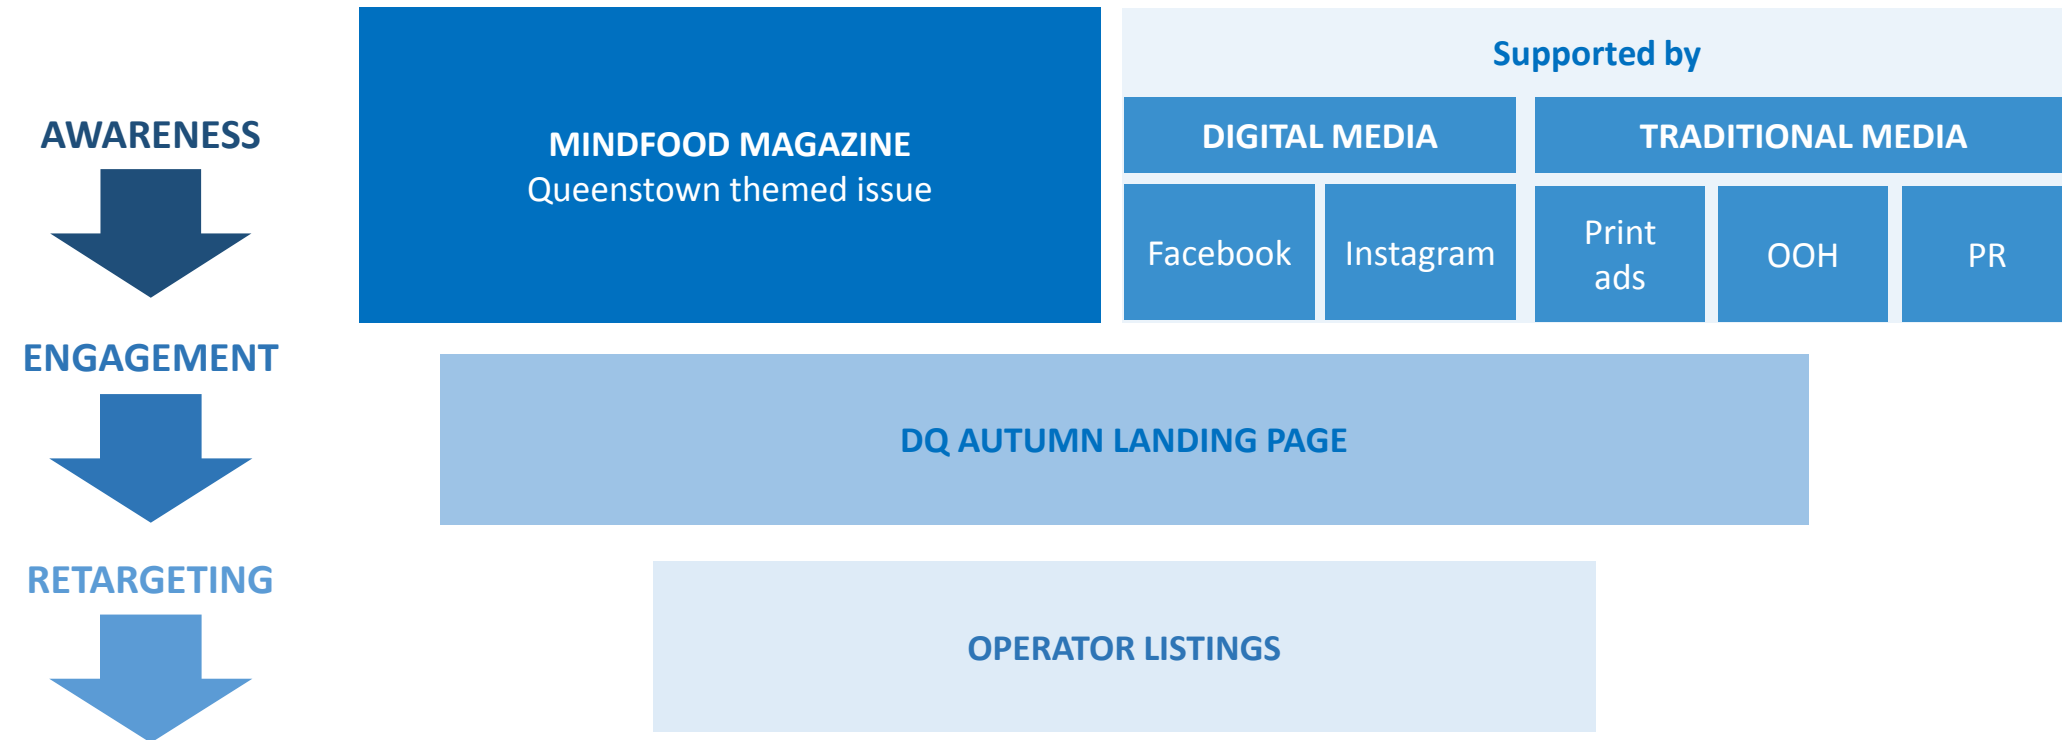 AWARENESS
MINDFOOD MAGAZINE
Queenstown themed issue
Supported by
DIGITAL MEDIA
TRADITIONAL MEDIA
Facebook
Instagram
Print
ads
OOH
PR
ENGAGEMENT
DQ AUTUMN LANDING PAGE
RETARGETING
OPERATOR LISTINGS